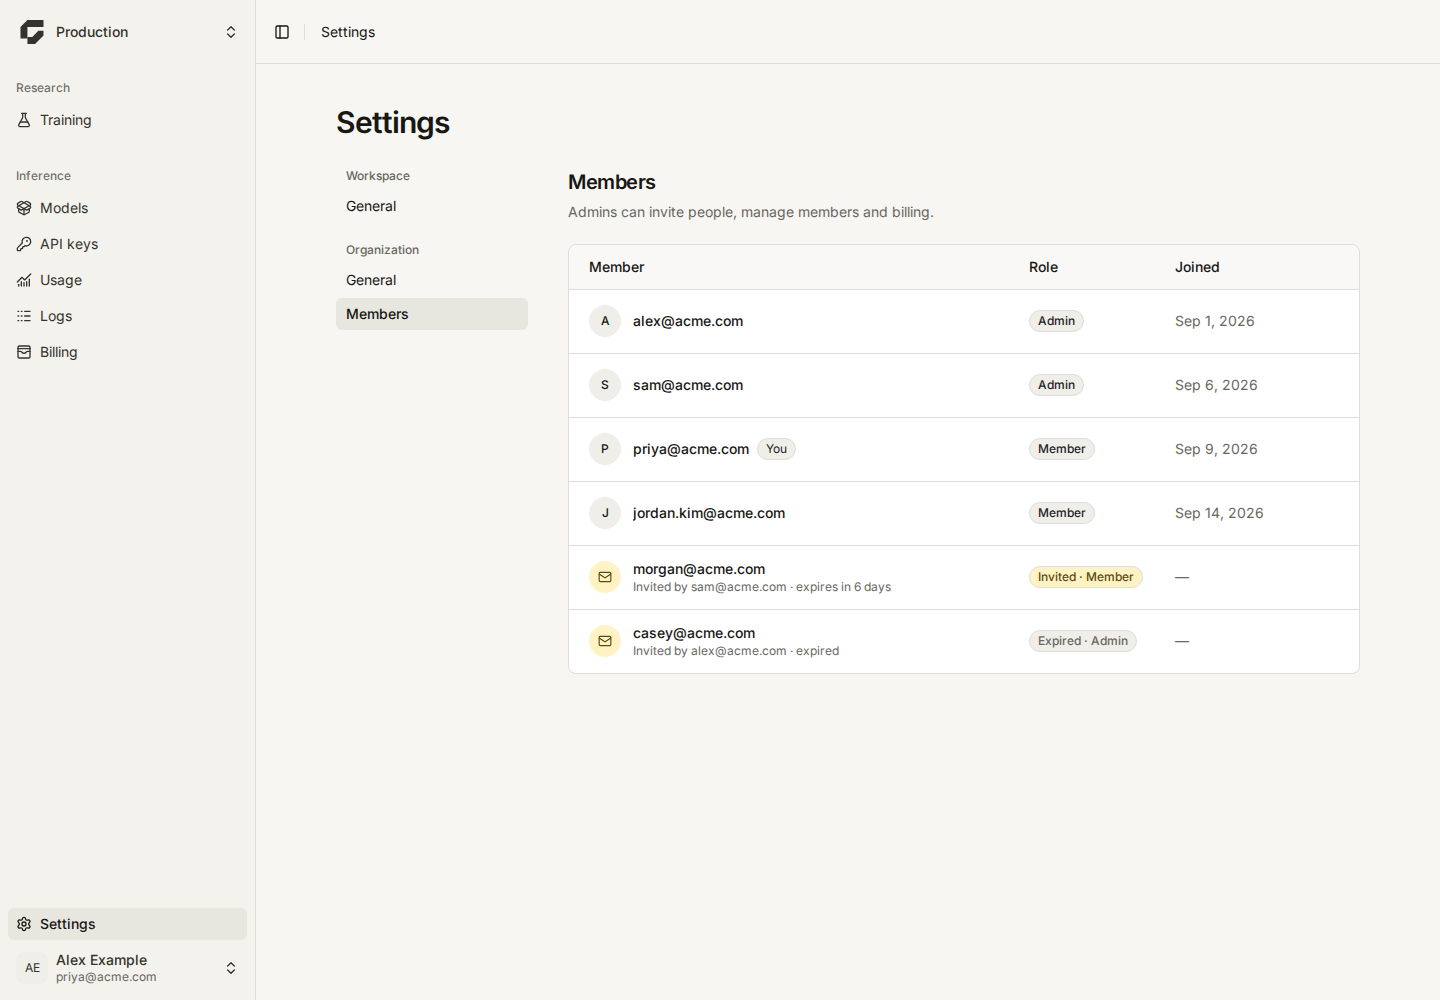 Production
Research
Training
Inference
Models
API keys
Usage
Logs
Billing
Settings
AE
Alex Example
priya@acme.com
Settings
Settings
Workspace
General
Organization
General
Members
Members
Admins can invite people, manage members and billing.
Member Role Joined
A alex@acme.com Admin Sep 1, 2026
S sam@acme.com Admin Sep 6, 2026
P priya@acme.com You Member Sep 9, 2026
J jordan.kim@acme.com Member Sep 14, 2026
morgan@acme.com Invited · Member —
Invited by sam@acme.com · expires in 6 days
casey@acme.com Expired · Admin —
Invited by alex@acme.com · expired